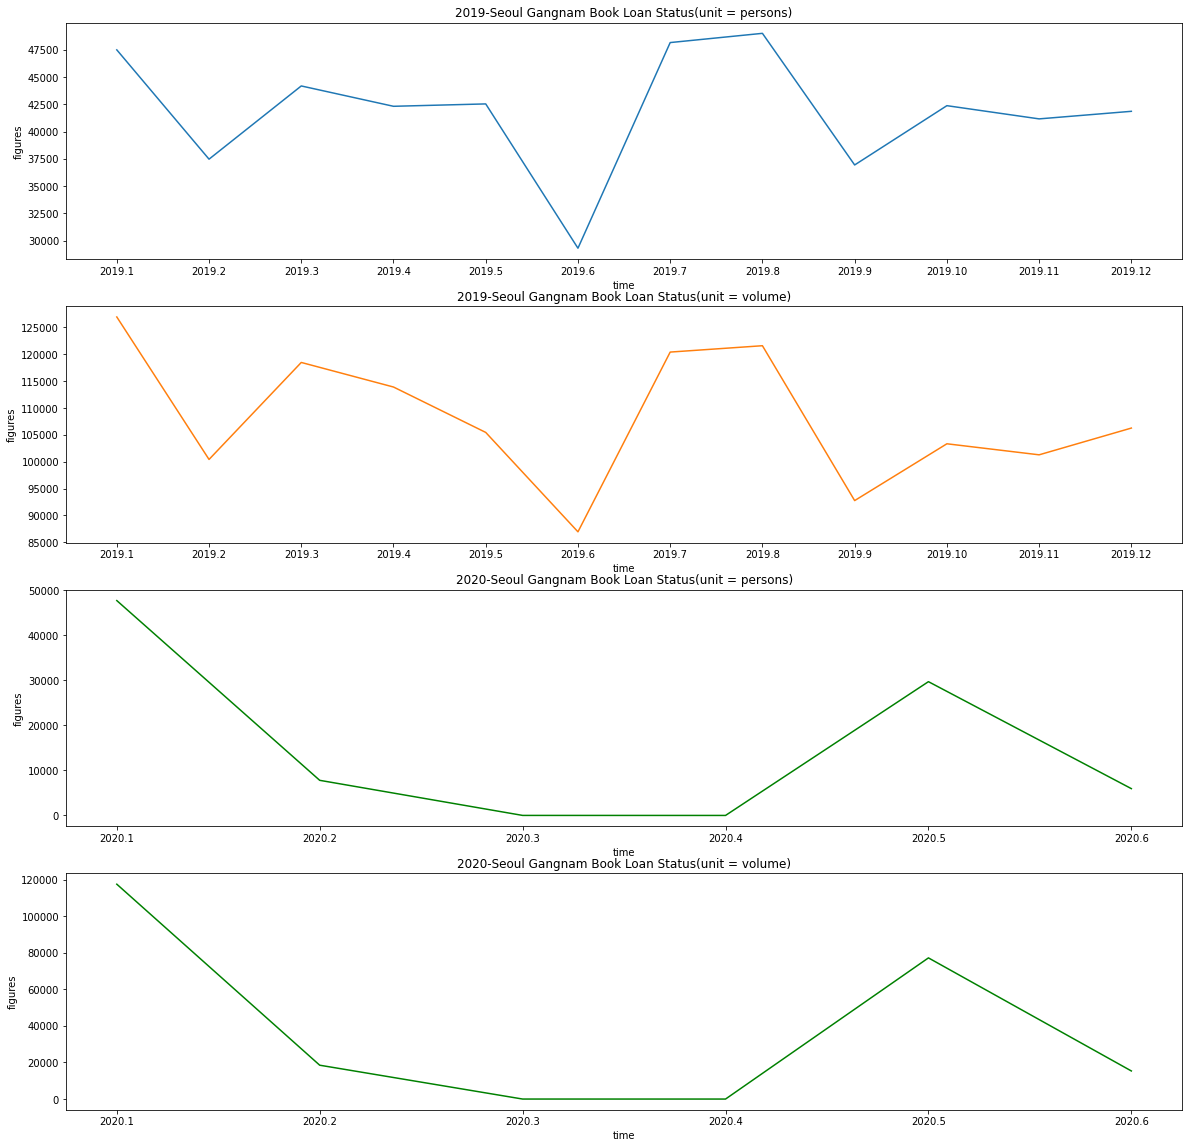 2019-Seoul Gangnam Book Loan Status(unit = persons)
47500
45000
42500
40000
37500
35000
32500
30000
figures
2019.1 2019.2 2019.3 2019.4 2019.5 2019.6 2019.7 2019.8 2019.9 2019.10 2019.11 2019.12
time
2019-Seoul Gangnam Book Loan Status(unit = volume)
125000
120000
115000
110000
105000
100000
95000
90000
85000
figures
2019.1 2019.2 2019.3 2019.4 2019.5 2019.6 2019.7 2019.8 2019.9 2019.10 2019.11 2019.12
time
2020-Seoul Gangnam Book Loan Status(unit = persons)
50000
40000
30000
20000
10000
0
figures
2020.1 2020.2 2020.3 2020.4 2020.5 2020.6
time
2020-Seoul Gangnam Book Loan Status(unit = volume)
120000
100000
80000
60000
40000
20000
0
figures
2020.1 2020.2 2020.3 2020.4 2020.5 2020.6
time